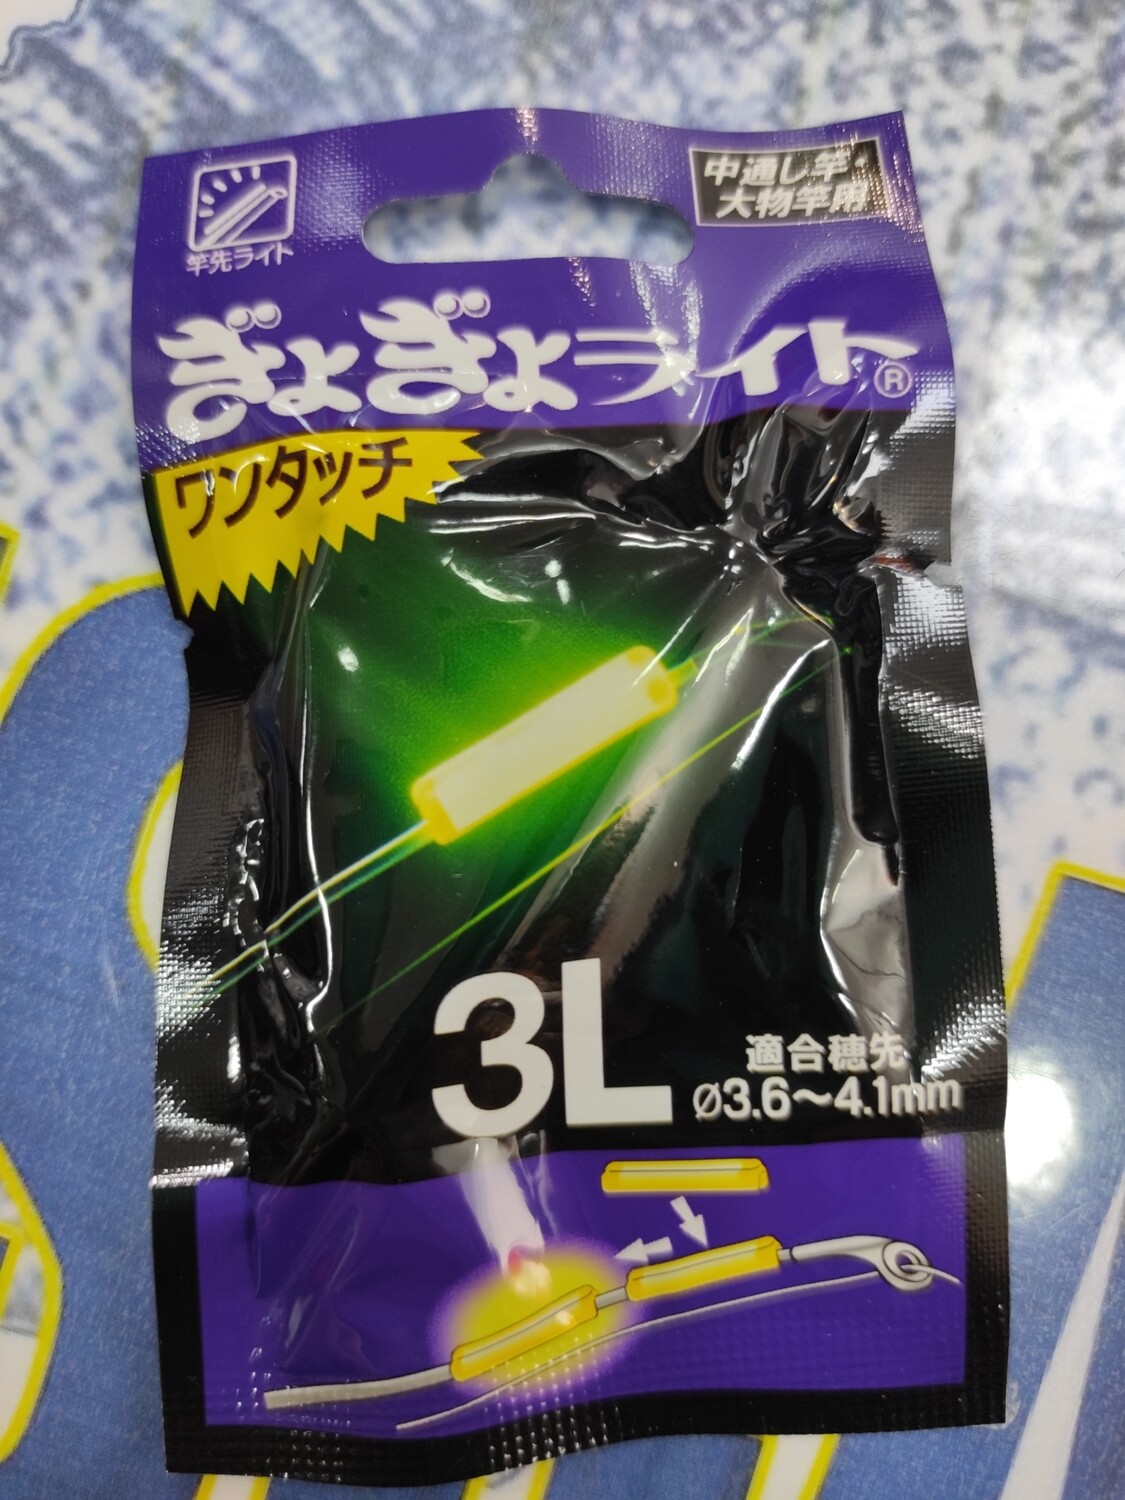 中通し竿・
大物竿用
竿先ライト
ぎょぎょライト®
ワンタッチ
3L
適合穂先
Ø3.6〜4.1mm